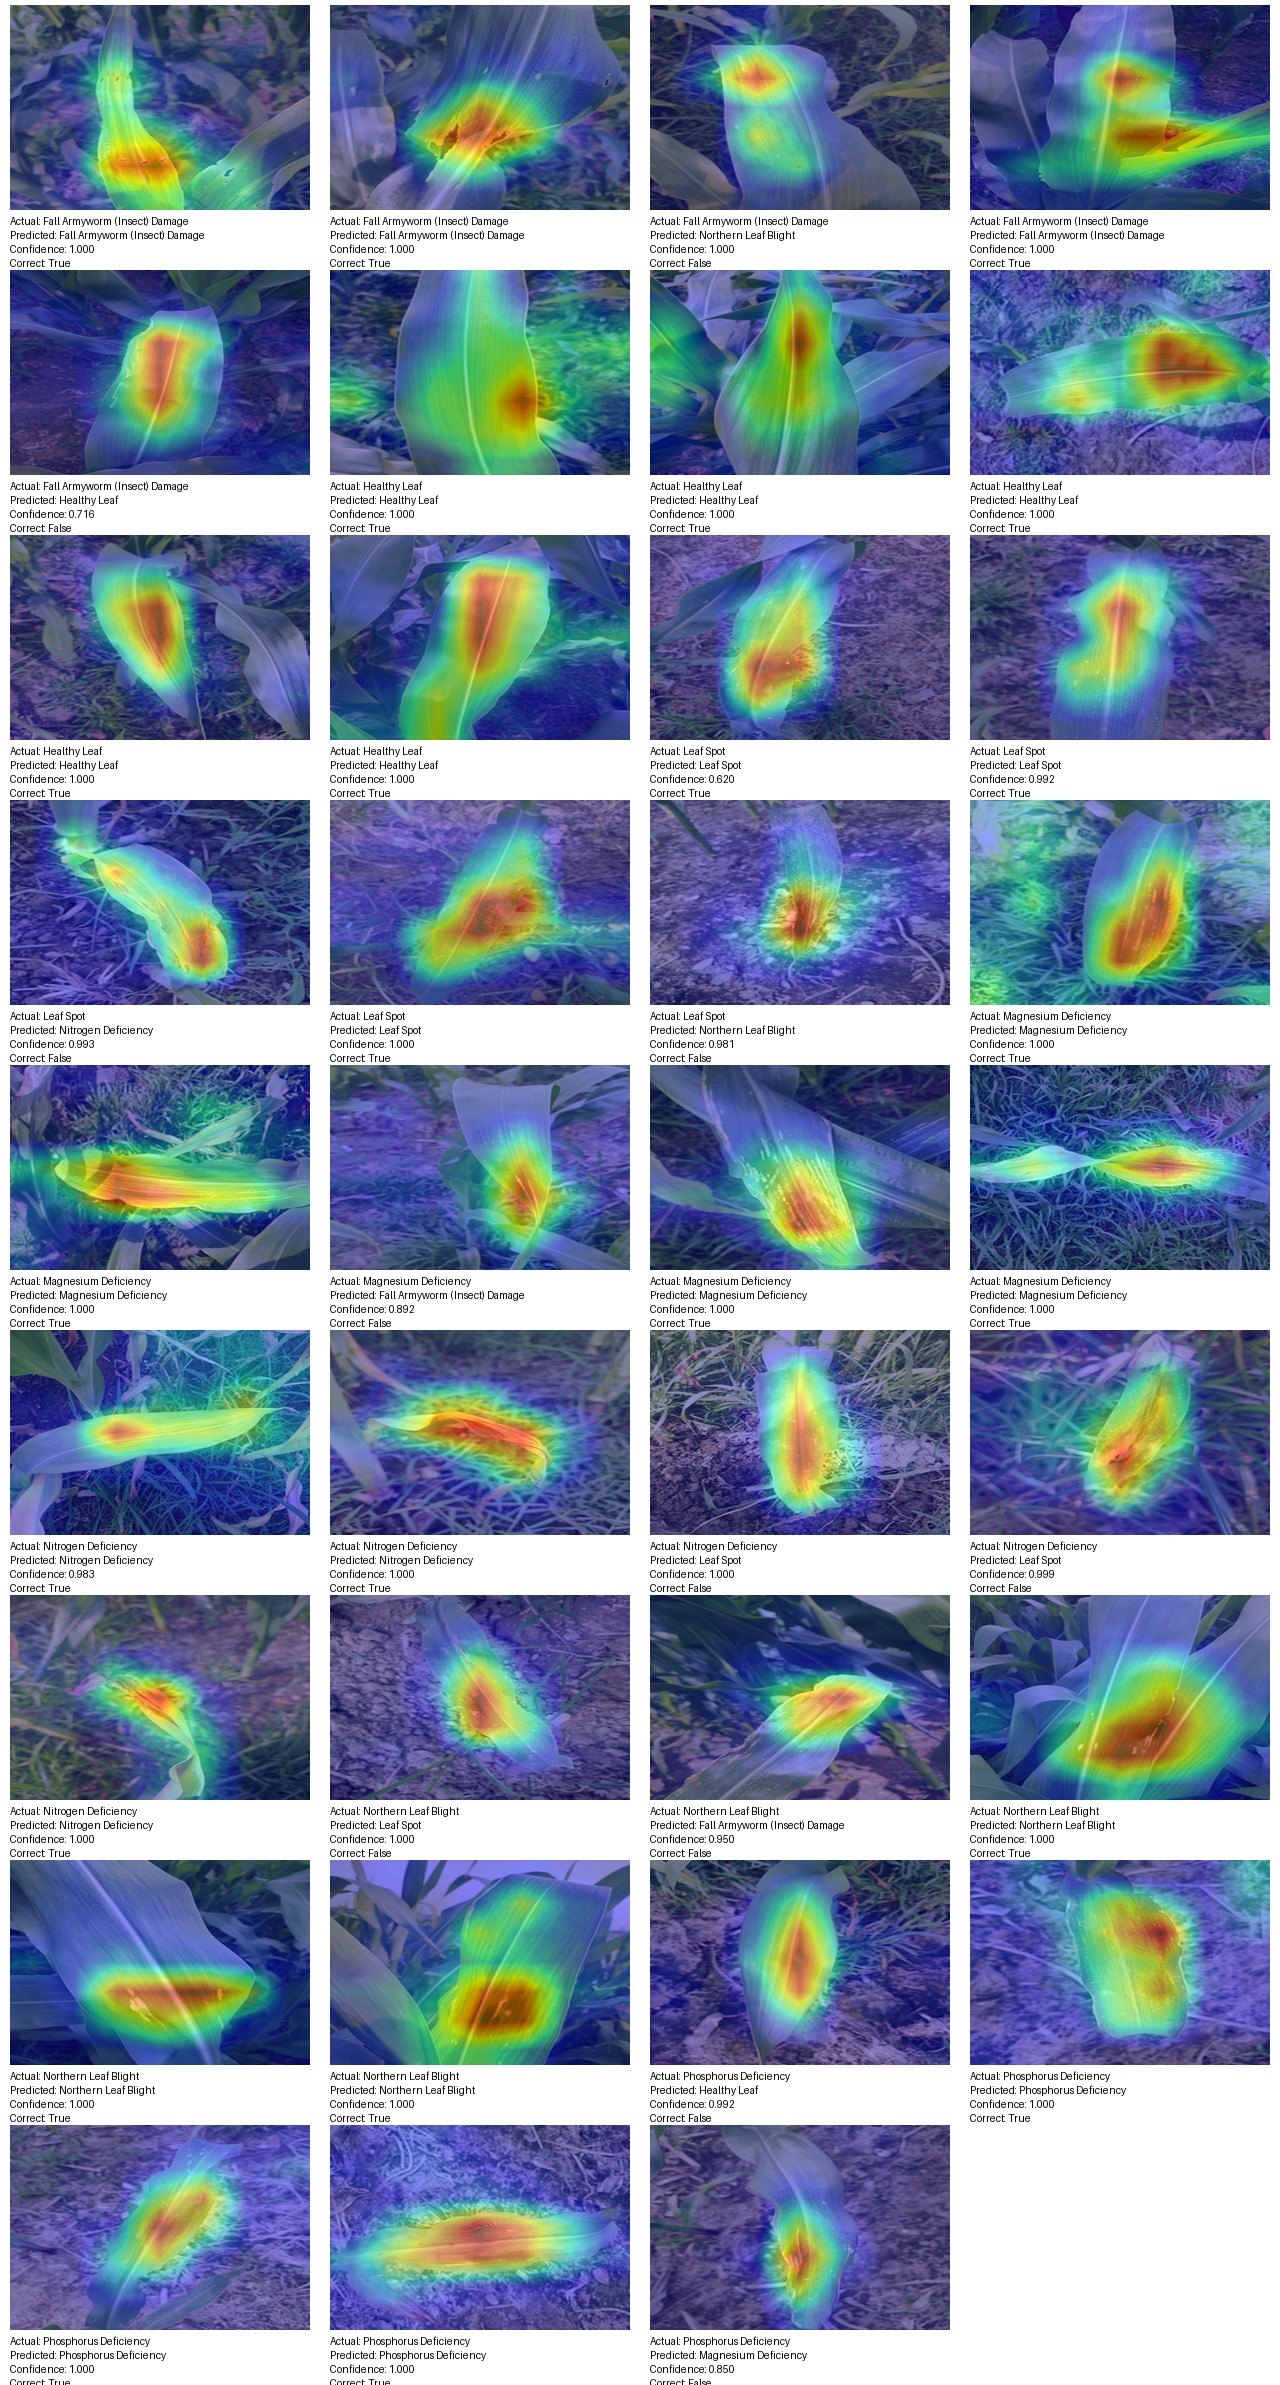 Actual: Fall Armyworm (Insect) Damage
Predicted: Fall Armyworm (Insect) Damage
Confidence: 1.000
Correct: True
Actual: Fall Armyworm (Insect) Damage
Predicted: Fall Armyworm (Insect) Damage
Confidence: 1.000
Correct: True
Actual: Fall Armyworm (Insect) Damage
Predicted: Northern Leaf Blight
Confidence: 1.000
Correct: False
Actual: Fall Armyworm (Insect) Damage
Predicted: Fall Armyworm (Insect) Damage
Confidence: 1.000
Correct: True
Actual: Fall Armyworm (Insect) Damage
Predicted: Healthy Leaf
Confidence: 0.716
Correct: False
Actual: Healthy Leaf
Predicted: Healthy Leaf
Confidence: 1.000
Correct: True
Actual: Healthy Leaf
Predicted: Healthy Leaf
Confidence: 1.000
Correct: True
Actual: Healthy Leaf
Predicted: Healthy Leaf
Confidence: 1.000
Correct: True
Actual: Healthy Leaf
Predicted: Healthy Leaf
Confidence: 1.000
Correct: True
Actual: Healthy Leaf
Predicted: Healthy Leaf
Confidence: 1.000
Correct: True
Actual: Leaf Spot
Predicted: Leaf Spot
Confidence: 0.620
Correct: True
Actual: Leaf Spot
Predicted: Leaf Spot
Confidence: 0.992
Correct: True
Actual: Leaf Spot
Predicted: Nitrogen Deficiency
Confidence: 0.993
Correct: False
Actual: Leaf Spot
Predicted: Leaf Spot
Confidence: 1.000
Correct: True
Actual: Leaf Spot
Predicted: Northern Leaf Blight
Confidence: 0.981
Correct: False
Actual: Magnesium Deficiency
Predicted: Magnesium Deficiency
Confidence: 1.000
Correct: True
Actual: Magnesium Deficiency
Predicted: Magnesium Deficiency
Confidence: 1.000
Correct: True
Actual: Magnesium Deficiency
Predicted: Fall Armyworm (Insect) Damage
Confidence: 0.892
Correct: False
Actual: Magnesium Deficiency
Predicted: Magnesium Deficiency
Confidence: 1.000
Correct: True
Actual: Magnesium Deficiency
Predicted: Magnesium Deficiency
Confidence: 1.000
Correct: True
Actual: Nitrogen Deficiency
Predicted: Nitrogen Deficiency
Confidence: 0.983
Correct: True
Actual: Nitrogen Deficiency
Predicted: Nitrogen Deficiency
Confidence: 1.000
Correct: True
Actual: Nitrogen Deficiency
Predicted: Leaf Spot
Confidence: 1.000
Correct: False
Actual: Nitrogen Deficiency
Predicted: Leaf Spot
Confidence: 0.999
Correct: False
Actual: Nitrogen Deficiency
Predicted: Nitrogen Deficiency
Confidence: 1.000
Correct: True
Actual: Northern Leaf Blight
Predicted: Leaf Spot
Confidence: 1.000
Correct: False
Actual: Northern Leaf Blight
Predicted: Fall Armyworm (Insect) Damage
Confidence: 0.950
Correct: False
Actual: Northern Leaf Blight
Predicted: Northern Leaf Blight
Confidence: 1.000
Correct: True
Actual: Northern Leaf Blight
Predicted: Northern Leaf Blight
Confidence: 1.000
Correct: True
Actual: Northern Leaf Blight
Predicted: Northern Leaf Blight
Confidence: 1.000
Correct: True
Actual: Phosphorus Deficiency
Predicted: Healthy Leaf
Confidence: 0.992
Correct: False
Actual: Phosphorus Deficiency
Predicted: Phosphorus Deficiency
Confidence: 1.000
Correct: True
Actual: Phosphorus Deficiency
Predicted: Phosphorus Deficiency
Confidence: 1.000
Correct: True
Actual: Phosphorus Deficiency
Predicted: Phosphorus Deficiency
Confidence: 1.000
Correct: True
Actual: Phosphorus Deficiency
Predicted: Magnesium Deficiency
Confidence: 0.850
Correct: False